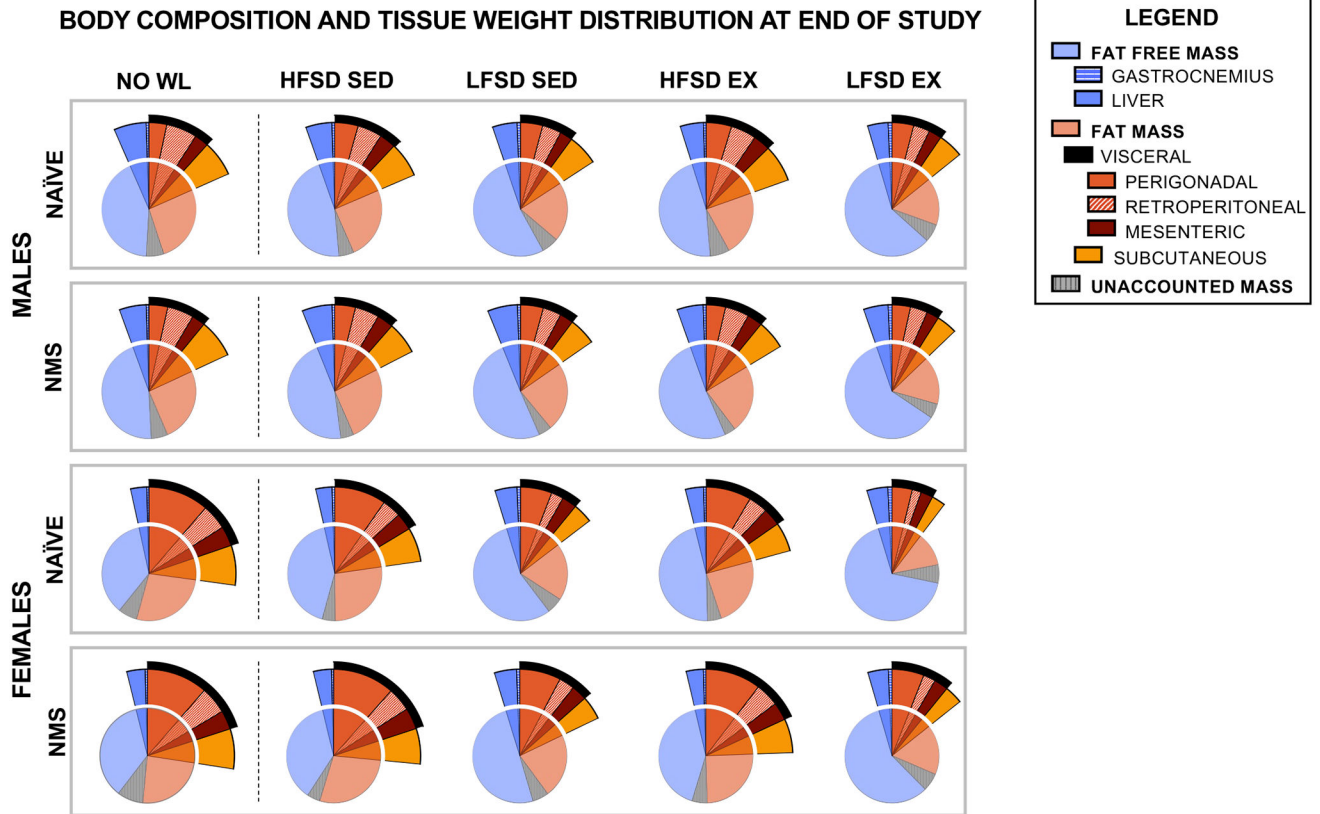 BODY COMPOSITION AND TISSUE WEIGHT DISTRIBUTION AT END OF STUDY
NO WL
HFSD SED
LFSD SED
HFSD EX
LFSD EX
MALES
NAÏVE
NMS
FEMALES
NAÏVE
NMS
LEGEND
FAT FREE MASS
GASTROCNEMIUS
LIVER
FAT MASS
VISCERAL
PERIGONADAL
RETROPERITONEAL
MESENTERIC
SUBCUTANEOUS
UNACCOUNTED MASS